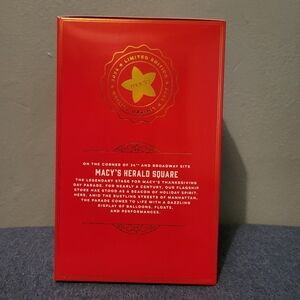 LIMITED EDITION
ON THE CORNER OF 34TH AND BROADWAY SITS
MACY'S HERALD SQUARE
THE LEGENDARY STAGE FOR MACY'S THANKSGIVING
DAY PARADE. FOR NEARLY A CENTURY, OUR FLAGSHIP
STORE HAS STOOD AS A BEACON OF HOLIDAY SPIRIT.
HERE, AMID THE BUSTLING STREETS OF MANHATTAN,
THE PARADE COMES TO LIFE WITH A DAZZLING
DISPLAY OF BALLOONS, FLOATS,
AND PERFORMANCES.